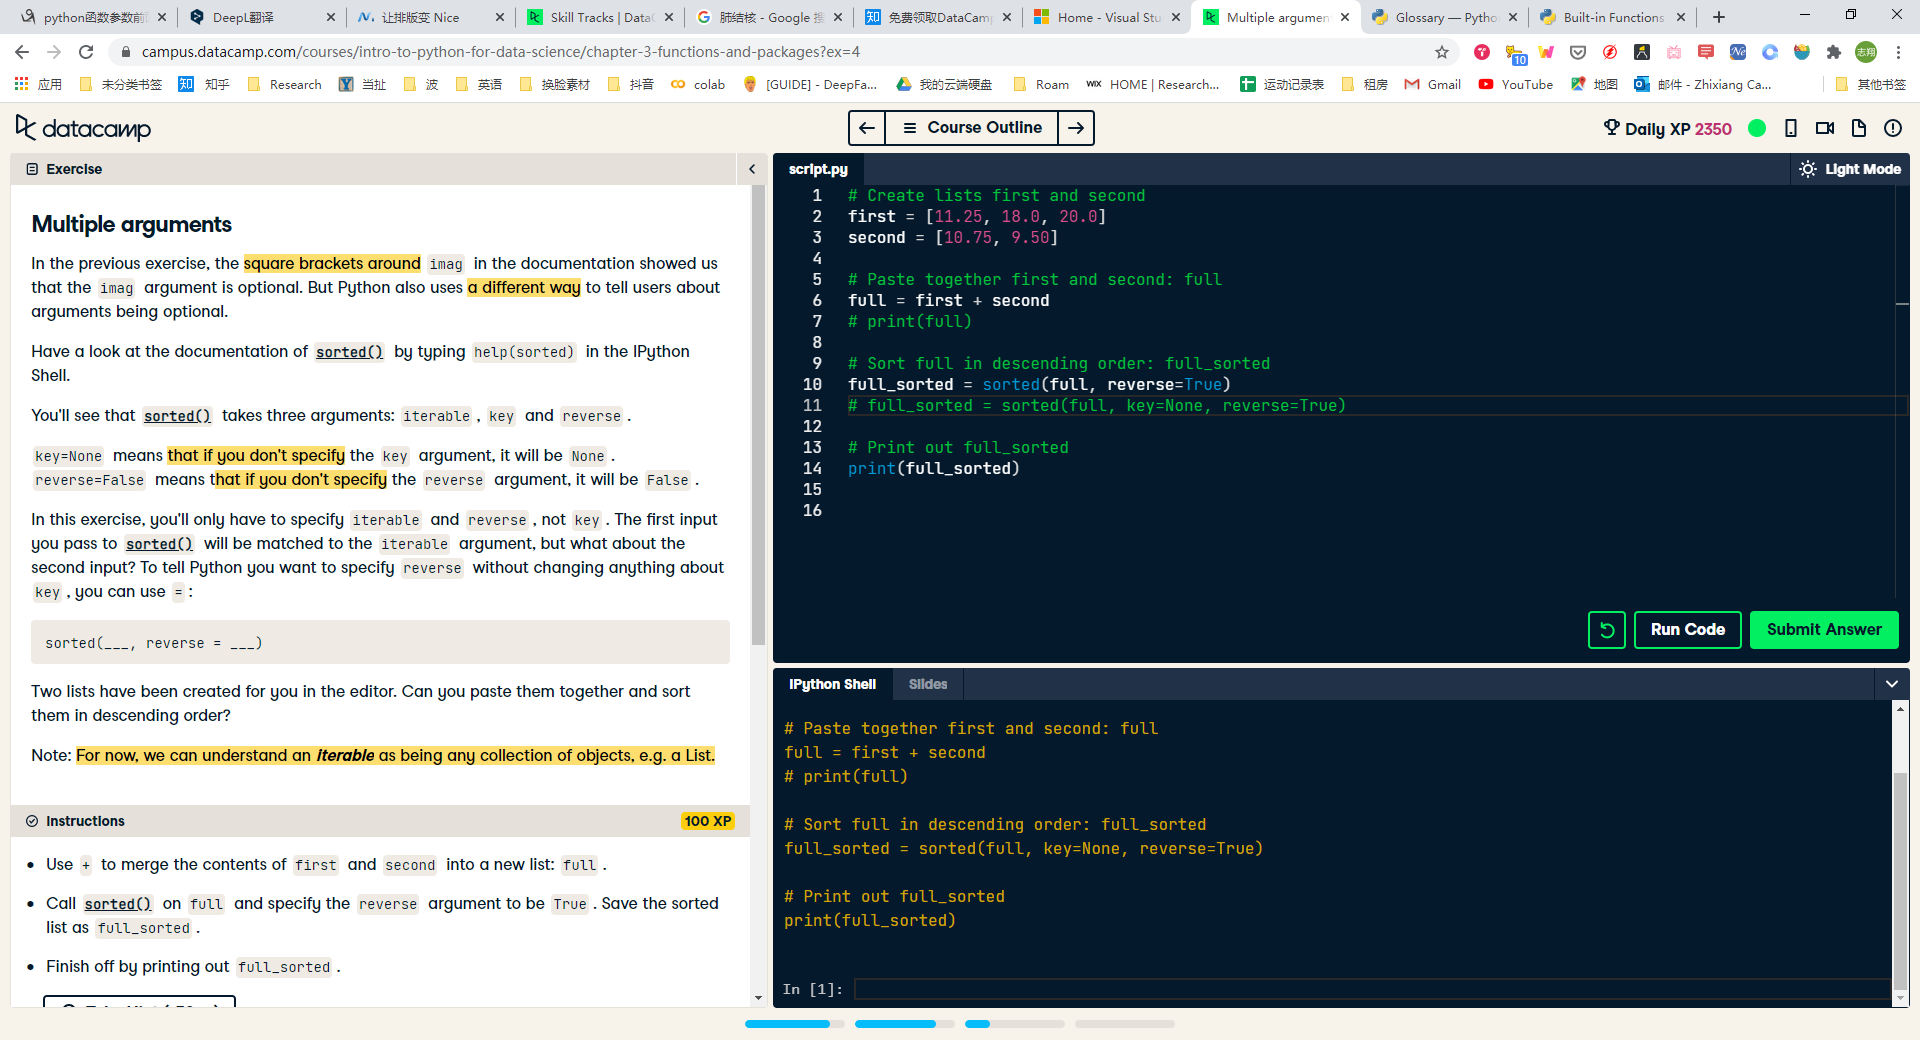 python函数参数前
DeepL翻译
让排版变 Nice
Skill Tracks | Data
肺结核 - Google 搜
免费领取DataCam
Home - Visual Stu
Multiple argumen
Glossary — Pytho
Built-in Functions
campus.datacamp.com/courses/intro-to-python-for-data-science/chapter-3-functions-and-packages?ex=4
10
志翔
应用
未分类书签
知乎
Research
当扯
波
英语
换脸素材
抖音
colab
[GUIDE] - DeepFa...
我的云端硬盘
Roam
WIX HOME | Research...
运动记录表
租房
Gmail
YouTube
地图
邮件 - Zhixiang Ca...
其他书签
datacamp
Course Outline
Daily XP 2350
Exercise
Multiple arguments
In the previous exercise, the square brackets around imag in the documentation showed us
that the imag argument is optional. But Python also uses a different way to tell users about
arguments being optional.
Have a look at the documentation of sorted() by typing help(sorted) in the IPython
Shell.
You'll see that sorted() takes three arguments: iterable , key and reverse .
key=None means that if you don't specify the key argument, it will be None .
reverse=False means that if you don't specify the reverse argument, it will be False .
In this exercise, you'll only have to specify iterable and reverse , not key . The first input
you pass to sorted() will be matched to the iterable argument, but what about the
second input? To tell Python you want to specify reverse without changing anything about
key , you can use = :
sorted(___, reverse = ___)
Two lists have been created for you in the editor. Can you paste them together and sort
them in descending order?
Note: For now, we can understand an iterable as being any collection of objects, e.g. a List.
Instructions
100 XP
Use + to merge the contents of first and second into a new list: full .
Call sorted() on full and specify the reverse argument to be True . Save the sorted
list as full_sorted .
Finish off by printing out full_sorted .
script.py
Light Mode
1 # Create lists first and second
2 first = [11.25, 18.0, 20.0]
3 second = [10.75, 9.50]
4
5 # Paste together first and second: full
6 full = first + second
7 # print(full)
8
9 # Sort full in descending order: full_sorted
10 full_sorted = sorted(full, reverse=True)
11 # full_sorted = sorted(full, key=None, reverse=True)
12
13 # Print out full_sorted
14 print(full_sorted)
15
16
Run Code
Submit Answer
IPython Shell
Slides
# Paste together first and second: full
full = first + second
# print(full)
# Sort full in descending order: full_sorted
full_sorted = sorted(full, key=None, reverse=True)
# Print out full_sorted
print(full_sorted)
In [1]: